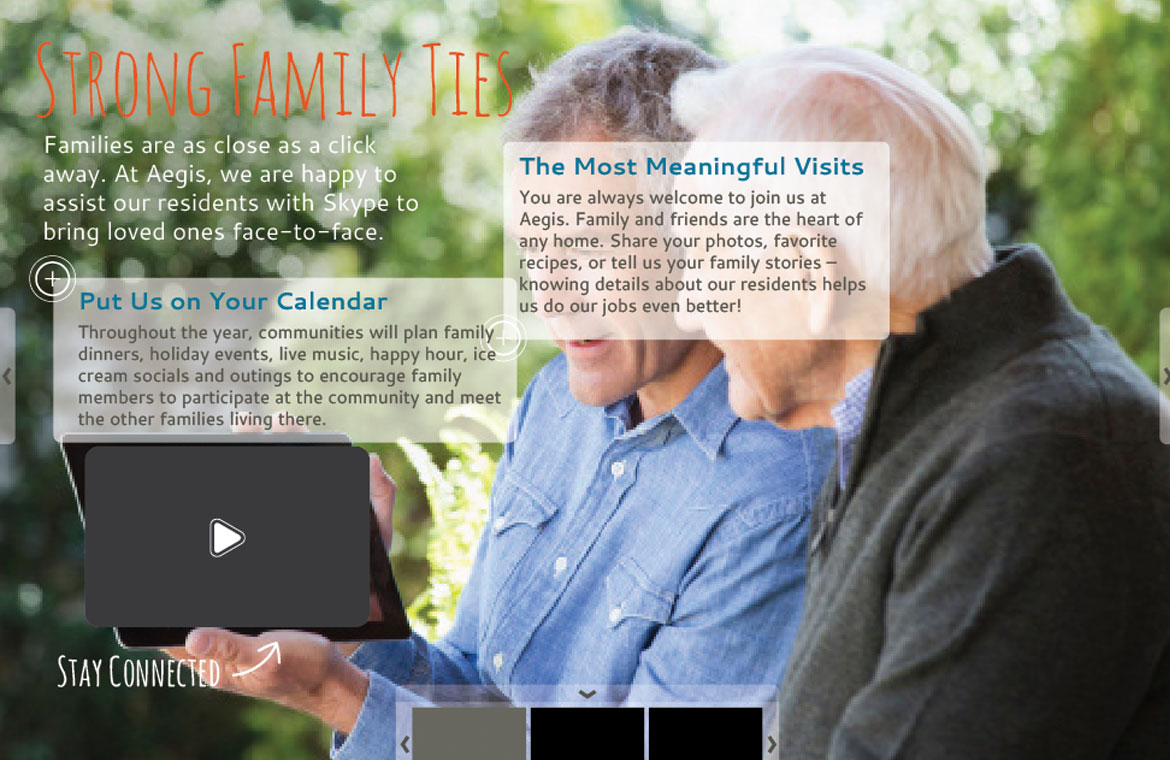 Strong Family Ties
Families are as close as a click
away. At Aegis, we are happy to
assist our residents with Skype to
bring loved ones face-to-face.
The Most Meaningful Visits
You are always welcome to join us at
Aegis. Family and friends are the heart of
any home. Share your photos, favorite
recipes, or tell us your family stories –
knowing details about our residents helps
us do our jobs even better!
Put Us on Your Calendar
Throughout the year, communities will plan family
dinners, holiday events, live music, happy hour, ice
cream socials and outings to encourage family
members to participate at the community and meet
the other families living there.
Stay Connected